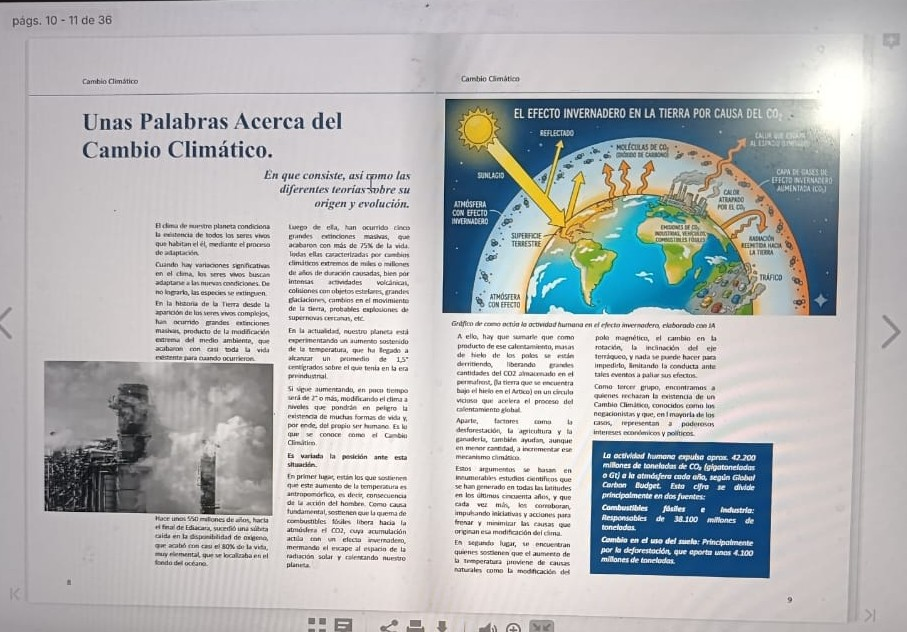 págs. 10 - 11 de 36
Cambio Climático
Unas Palabras Acerca del
Cambio Climático.
En que consiste, así como las
diferentes teorías sobre su
origen y evolución.
El clima de nuestro planeta condiciona
la existencia de todos los seres vivos
que habitan el él, mediante el proceso
de adaptación.
Cuando hay variaciones significativas
en el clima, los seres vivos buscan
adaptarse a las nuevas condiciones. De
no lograrlo, las especies se extinguen.
En la historia de la Tierra desde la
aparición de los seres vivos complejos,
han ocurrido grandes extinciones
masivas, producto de la modificación
extrema del medio ambiente, que
acabaron con casi toda la vida
existente para cuando ocurrieron.
Hace unos 550 millones de años, hacia
el final de Ediacara, sucedió una súbita
caída en la disponibilidad de oxígeno,
que acabó con casi el 80% de la vida,
muy elemental, que se localizaba en el
fondo del océano.
Luego de ella, han ocurrido cinco
grandes extinciones masivas, que
acabaron con más de 75% de la vida.
Todas ellas caracterizadas por cambios
climáticos extremos de miles o millones
de años de duración causadas, bien por
intensas actividades volcánicas,
colisiones con objetos estelares, grandes
glaciaciones, cambios en el movimiento
de la tierra, probables explosiones de
supernovas cercanas, etc.
En la actualidad, nuestro planeta está
experimentando un aumento sostenido
de la temperatura, que ha llegado a
alcanzar un promedio de 1,5°
centígrados sobre el que tenía en la era
preindustrial.
Si sigue aumentando, en poco tiempo
será de 2° o más, modificando el clima a
niveles que pondrán en peligro la
existencia de muchas formas de vida y,
por ende, del propio ser humano. Es lo
que se conoce como el Cambio
Climático.
Es variada la posición ante esta
situación.
En primer lugar, están los que sostienen
que este aumento de la temperatura es
antropomórfico, es decir, consecuencia
de la acción del hombre. Como causa
fundamental, sostienen que la quema de
combustibles fósiles libera hacia la
atmósfera el CO2, cuya acumulación
actúa con un efecto invernadero,
mermando el escape al espacio de la
radiación solar y calentando nuestro
planeta.
8
Cambio Climático
EL EFECTO INVERNADERO EN LA TIERRA POR CAUSA DEL CO₂
REFLECTADO
MOLÉCULAS DE CO₂
(DIÓXIDO DE CARBONO)
CALOR QUE ESCAPA
AL ESPACIO
SUNLAGIO
CAPA DE GASES DE
EFECTO INVERNADERO
AUMENTADA (CO₂)
CALOR
ATRAPADO
POR EL CO₂
ATMÓSFERA
CON EFECTO
INVERNADERO
SUPERFICIE
TERRESTRE
EMISIONES DE CO₂
INDUSTRIAS, VEHÍCULOS
COMBUSTIBLES FÓSILES
RADIACIÓN
REEMITIDA HACIA
LA TIERRA
TRÁFICO
ATMÓSFERA
CON EFECTO
Gráfico de como actúa la actividad humana en el efecto invernadero, elaborado con IA
A ello, hay que sumarle que como
producto de ese calentamiento, masas
de hielo de los polos se están
derritiendo, liberando grandes
cantidades del CO2 almacenado en el
permafrost, (la tierra que se encuentra
bajo el hielo en el Ártico) en un círculo
vicioso que acelera el proceso del
calentamiento global.
Aparte, factores como la
desforestación, la agricultura y la
ganadería, también ayudan, aunque
en menor cantidad, a incrementar ese
mecanismo climático.
Estos argumentos se basan en
innumerables estudios científicos que
se han generado en todas las latitudes
en los últimos cincuenta años, y que
cada vez más, los corroboran,
impulsando iniciativas y acciones para
frenar y minimizar las causas que
originan esa modificación del clima.
En segundo lugar, se encuentran
quienes sostienen que el aumento de
la temperatura proviene de causas
naturales como la modificación del
polo magnético, el cambio en la
rotación, la inclinación del eje
terráqueo, y nada se puede hacer para
impedirlo, limitando la conducta ante
tales eventos a paliar sus efectos.
Como tercer grupo, encontramos a
quienes rechazan la existencia de un
Cambio Climático, conocidos como los
negacionistas y que, en l mayoría de los
casos, representan a poderosos
intereses económicos y políticos.
La actividad humana expulsa aprox. 42.200
millones de toneladas de CO₂ (gigatoneladas
o Gt) a la atmósfera cada año, según Global
Carbon Budget. Esta cifra se divide
principalmente en dos fuentes:
Combustibles fósiles e Industria:
Responsables de 38.100 millones de
toneladas.
Cambio en el uso del suelo: Principalmente
por la deforestación, que aporta unos 4.100
millones de toneladas.
9